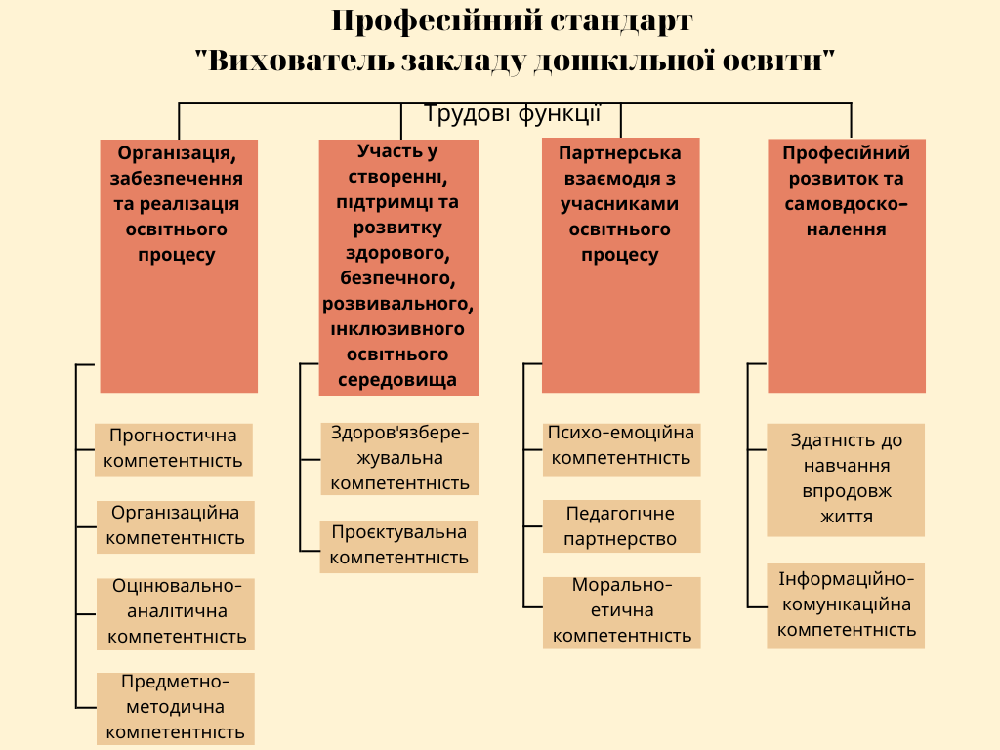 Професійний стандарт
"Вихователь закладу дошкільної освіти"
Трудові функції
Організація,
забезпечення
та реалізація
освітнього
процесу
Участь у
створенні,
підтримці та
розвитку
здорового,
безпечного,
розвивального,
інклюзивного
освітнього
середовища
Партнерська
взаємодія з
учасниками
освітнього
процесу
Професійний
розвиток та
самовдоско-
налення
Прогностична
компетентність
Організаційна
компетентність
Оцінювально-
аналітична
компетентність
Предметно-
методична
компетентність
Здоров'язбере-
жувальна
компетентність
Проєктувальна
компетентність
Психо-емоційна
компетентність
Педагогічне
партнерство
Морально-
етична
компетентність
Здатність до
навчання
впродовж
життя
Інформаційно-
комунікаційна
компетентність